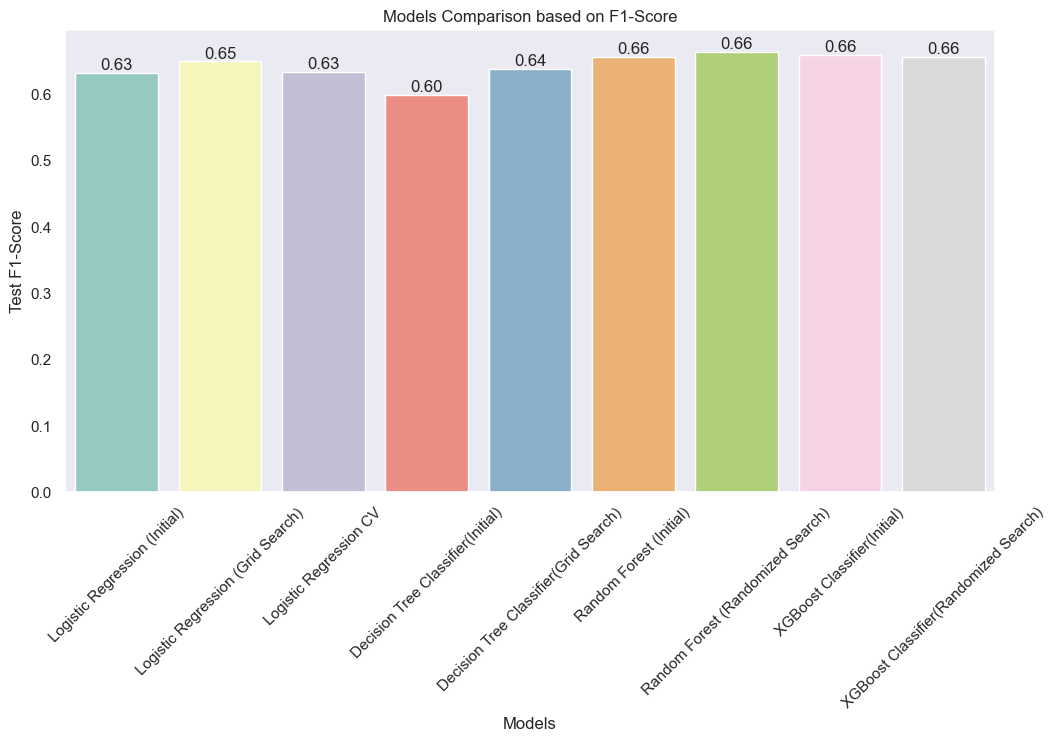 Models Comparison based on F1-Score
0.63
0.65
0.63
0.60
0.64
0.66
0.66
0.66
0.66
0.6
0.5
0.4
0.3
0.2
0.1
0.0
Test F1-Score
Logistic Regression (Initial)
Logistic Regression (Grid Search)
Logistic Regression CV
Decision Tree Classifier(Initial)
Decision Tree Classifier(Grid Search)
Random Forest (Initial)
Random Forest (Randomized Search)
XGBoost Classifier(Initial)
XGBoost Classifier(Randomized Search)
Models